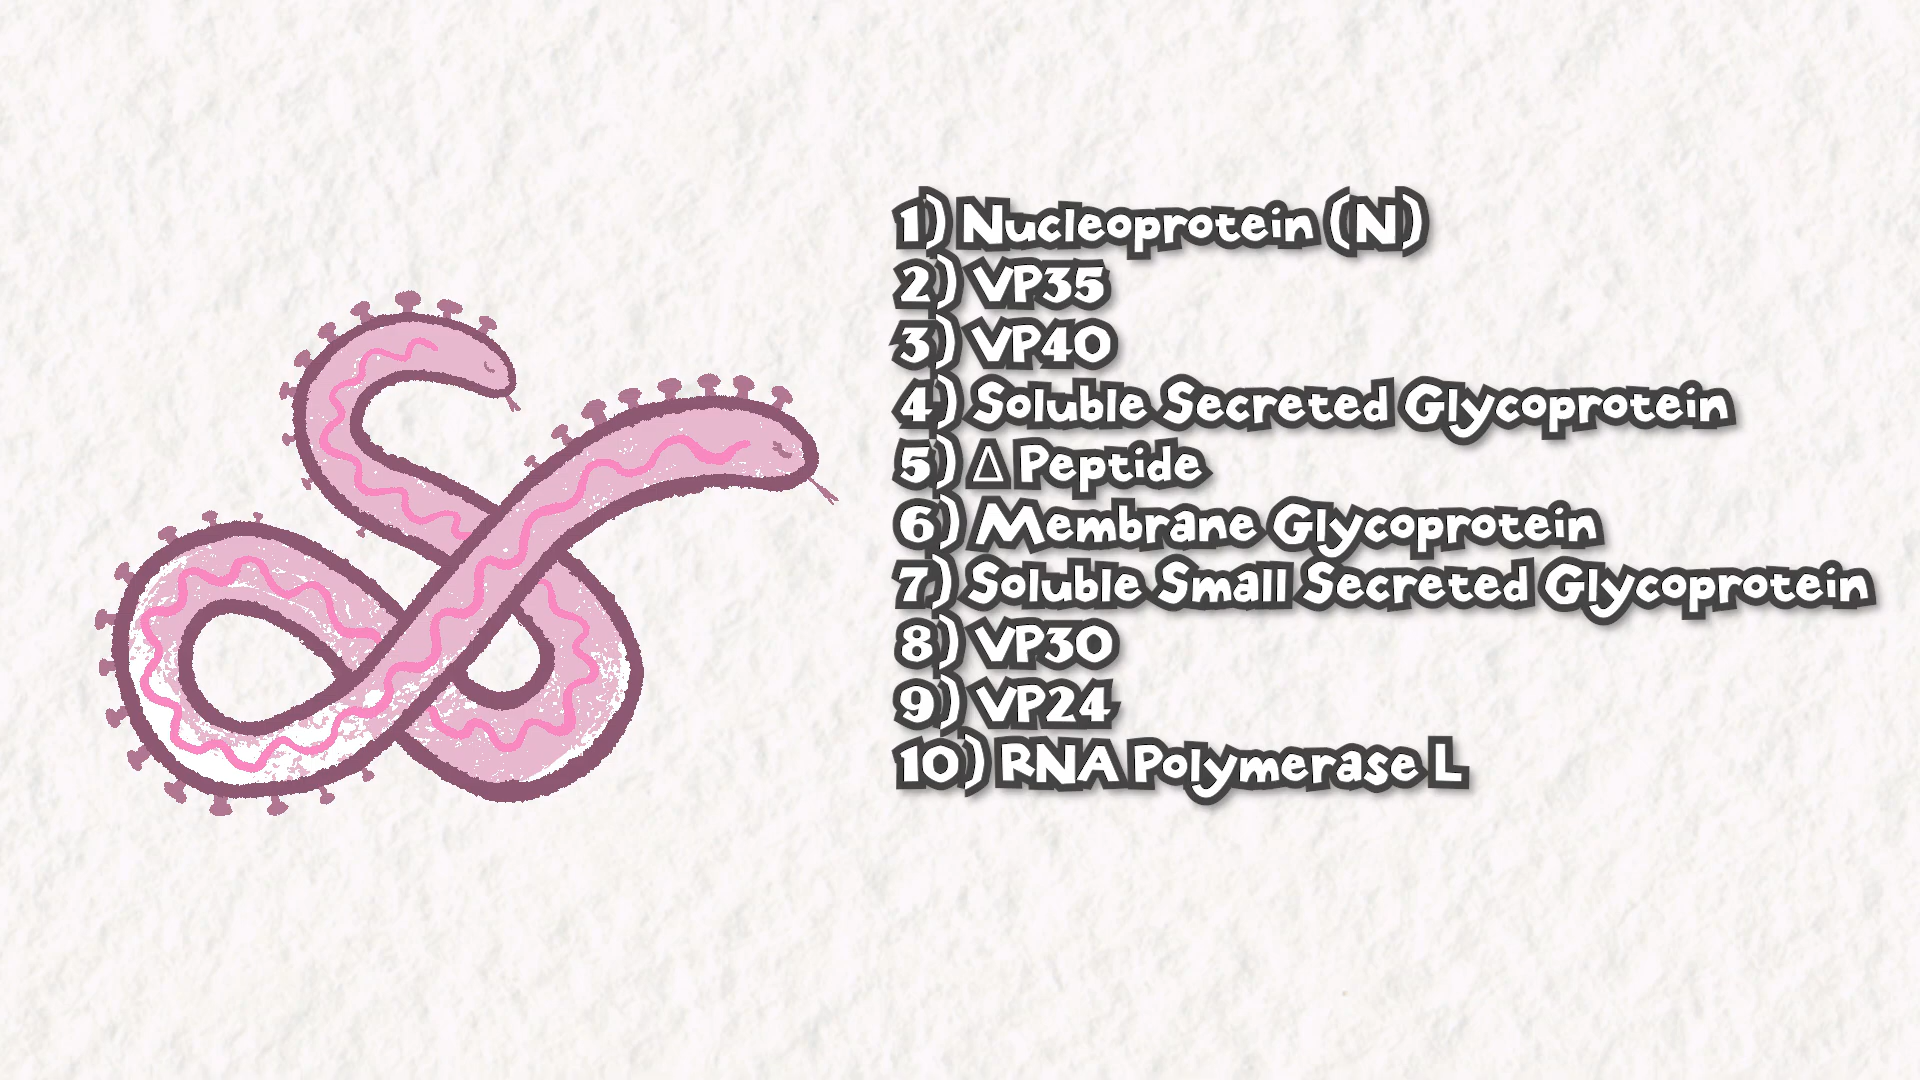 1) Nucleoprotein (N)
2) VP35
3) VP40
4) Soluble Secreted Glycoprotein
5) Δ Peptide
6) Membrane Glycoprotein
7) Soluble Small Secreted Glycoprotein
8) VP30
9) VP24
10) RNA Polymerase L